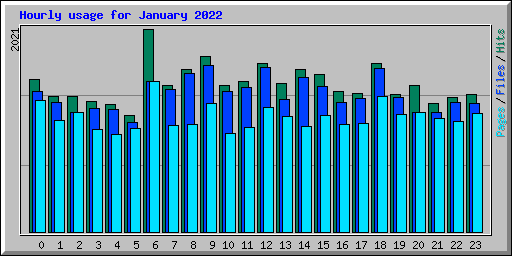 Hourly usage for January 2022
2021
Pages/Files/Hits
0 1 2 3 4 5 6 7 8 9 10 11 12 13 14 15 16 17 18 19 20 21 22 23